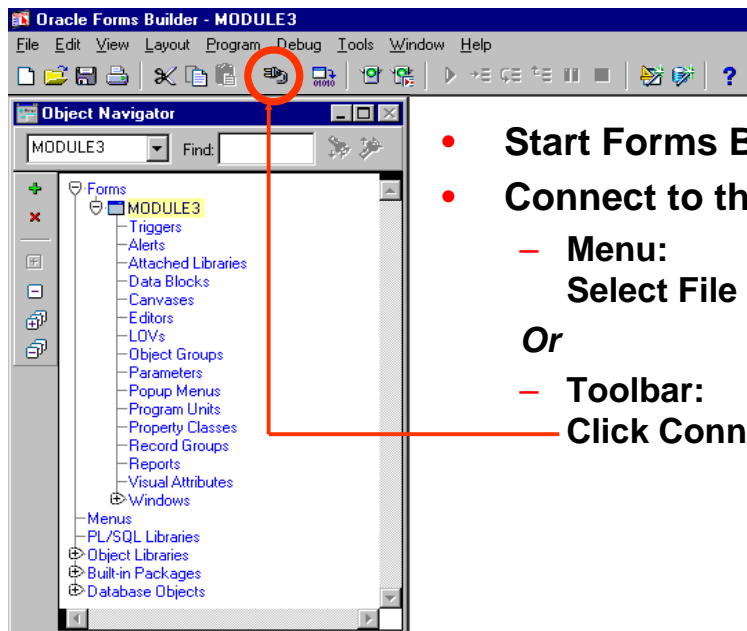 Oracle Forms Builder - MODULE3
File Edit View Layout Program Debug Tools Window Help
Object Navigator
MODULE3 Find:
Forms
MODULE3
Triggers
Alerts
Attached Libraries
Data Blocks
Canvases
Editors
LOVs
Object Groups
Parameters
Popup Menus
Program Units
Property Classes
Record Groups
Reports
Visual Attributes
Windows
Menus
PL/SQL Libraries
Object Libraries
Built-in Packages
Database Objects
• Start Forms B
• Connect to th
– Menu:
Select File
Or
– Toolbar:
Click Conn